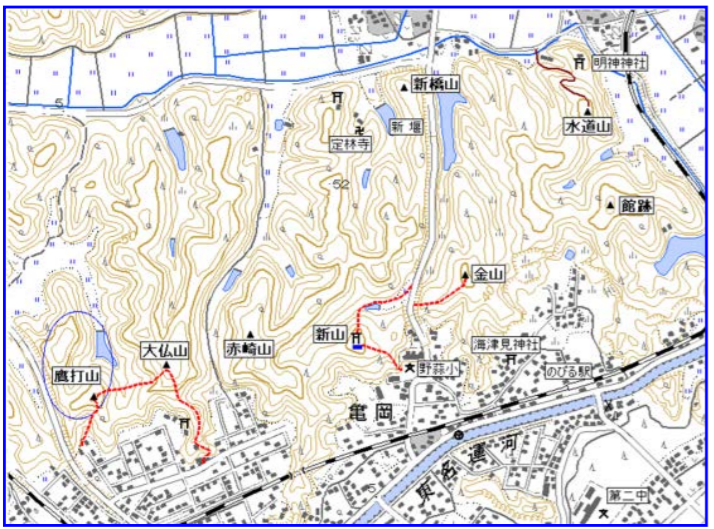 明神神社
新橋山
新堰
水道山
定林寺
52
館跡
金山
新山
海津見神社
大仏山
赤崎山
のびる駅
野蒜小
鷹打山
亀岡
東名運河
第二中